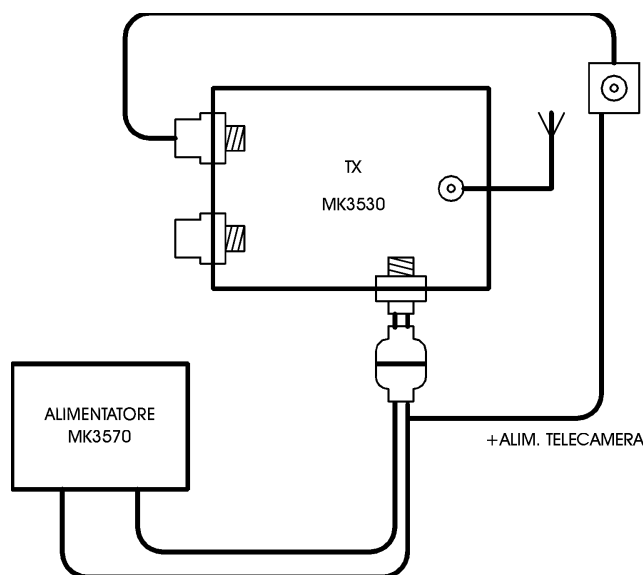 TX
MK3530
ALIMENTATORE
MK3570
+ALIM. TELECAMERA